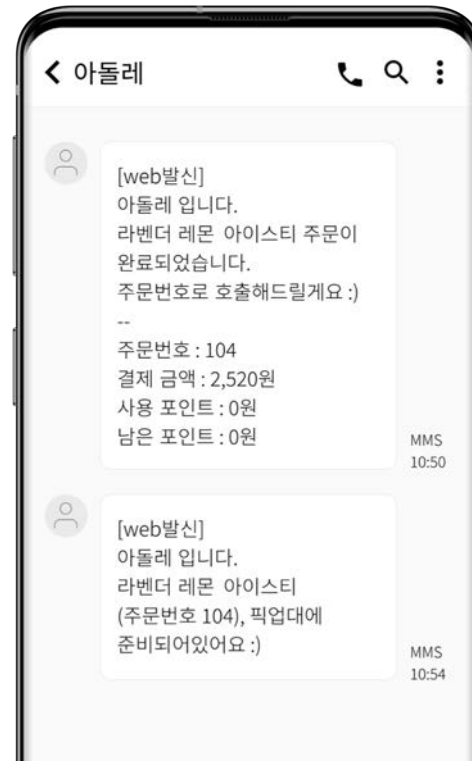 아돌레
[web발신]
아돌레 입니다.
라벤더 레몬 아이스티 주문이
완료되었습니다.
주문번호로 호출해드릴게요 :)
--
주문번호 : 104
결제 금액 : 2,520원
사용 포인트 : 0원
남은 포인트 : 0원
MMS
10:50
[web발신]
아돌레 입니다.
라벤더 레몬 아이스티
(주문번호 104), 픽업대에
준비되어있어요 :)
MMS
10:54